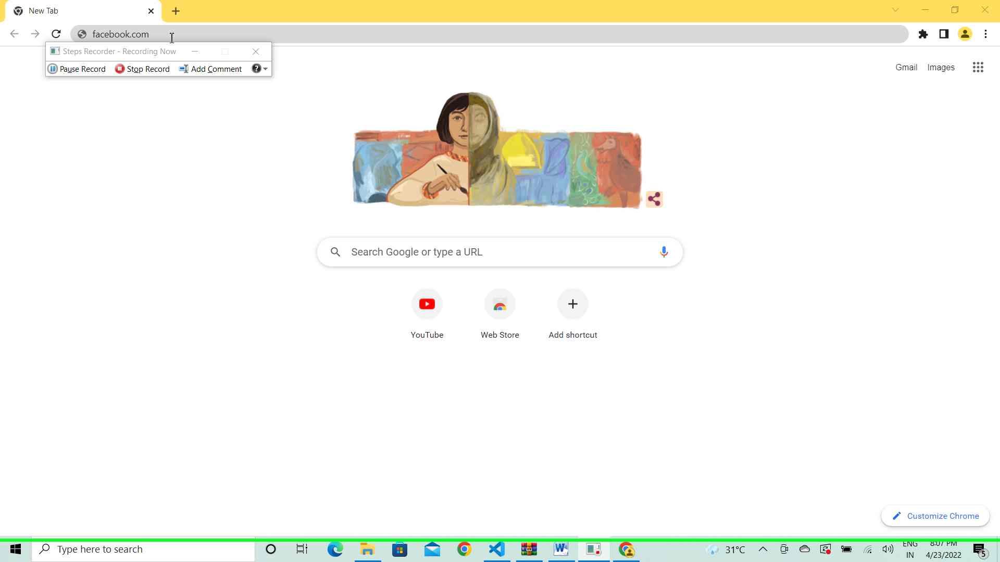 New Tab
facebook.com
Steps Recorder - Recording Now
Pause Record Stop Record Add Comment
Gmail Images
Search Google or type a URL
YouTube Web Store Add shortcut
Customize Chrome
Type here to search
31°C
ENG
IN
8:07 PM
4/23/2022
5